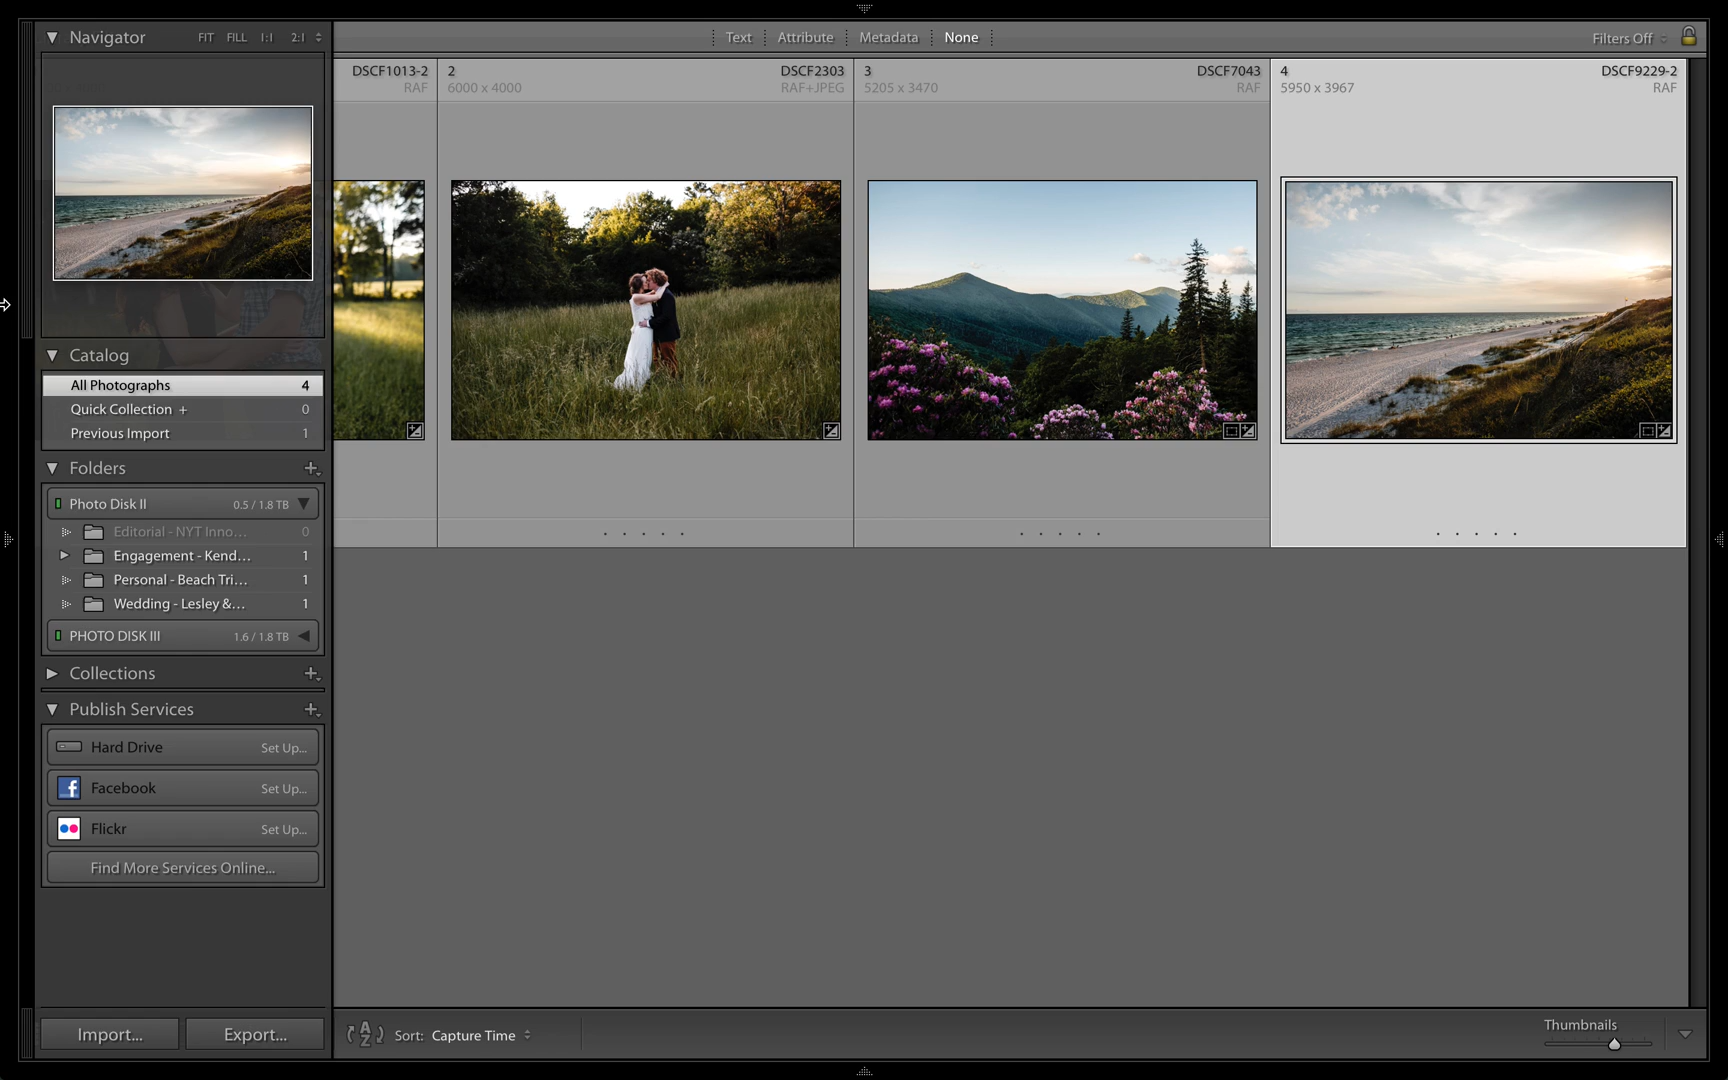 Navigator FIT FILL 1:1 2:1
Text Attribute Metadata None Filters Off
DSCF1013-2
RAF
2 DSCF2303
6000 x 4000 RAF+JPEG
3 DSCF7043
5205 x 3470 RAF
4 DSCF9229-2
5950 x 3967 RAF
Catalog
All Photographs 4
Quick Collection + 0
Previous Import 1
Folders
Photo Disk II 0.5 / 1.8 TB
Editorial - NYT Inno... 0
Engagement - Kend... 1
Personal - Beach Tri... 1
Wedding - Lesley &... 1
PHOTO DISK III 1.6 / 1.8 TB
Collections
Publish Services
Hard Drive Set Up...
Facebook Set Up...
Flickr Set Up...
Find More Services Online...
Import... Export...
Sort: Capture Time
Thumbnails